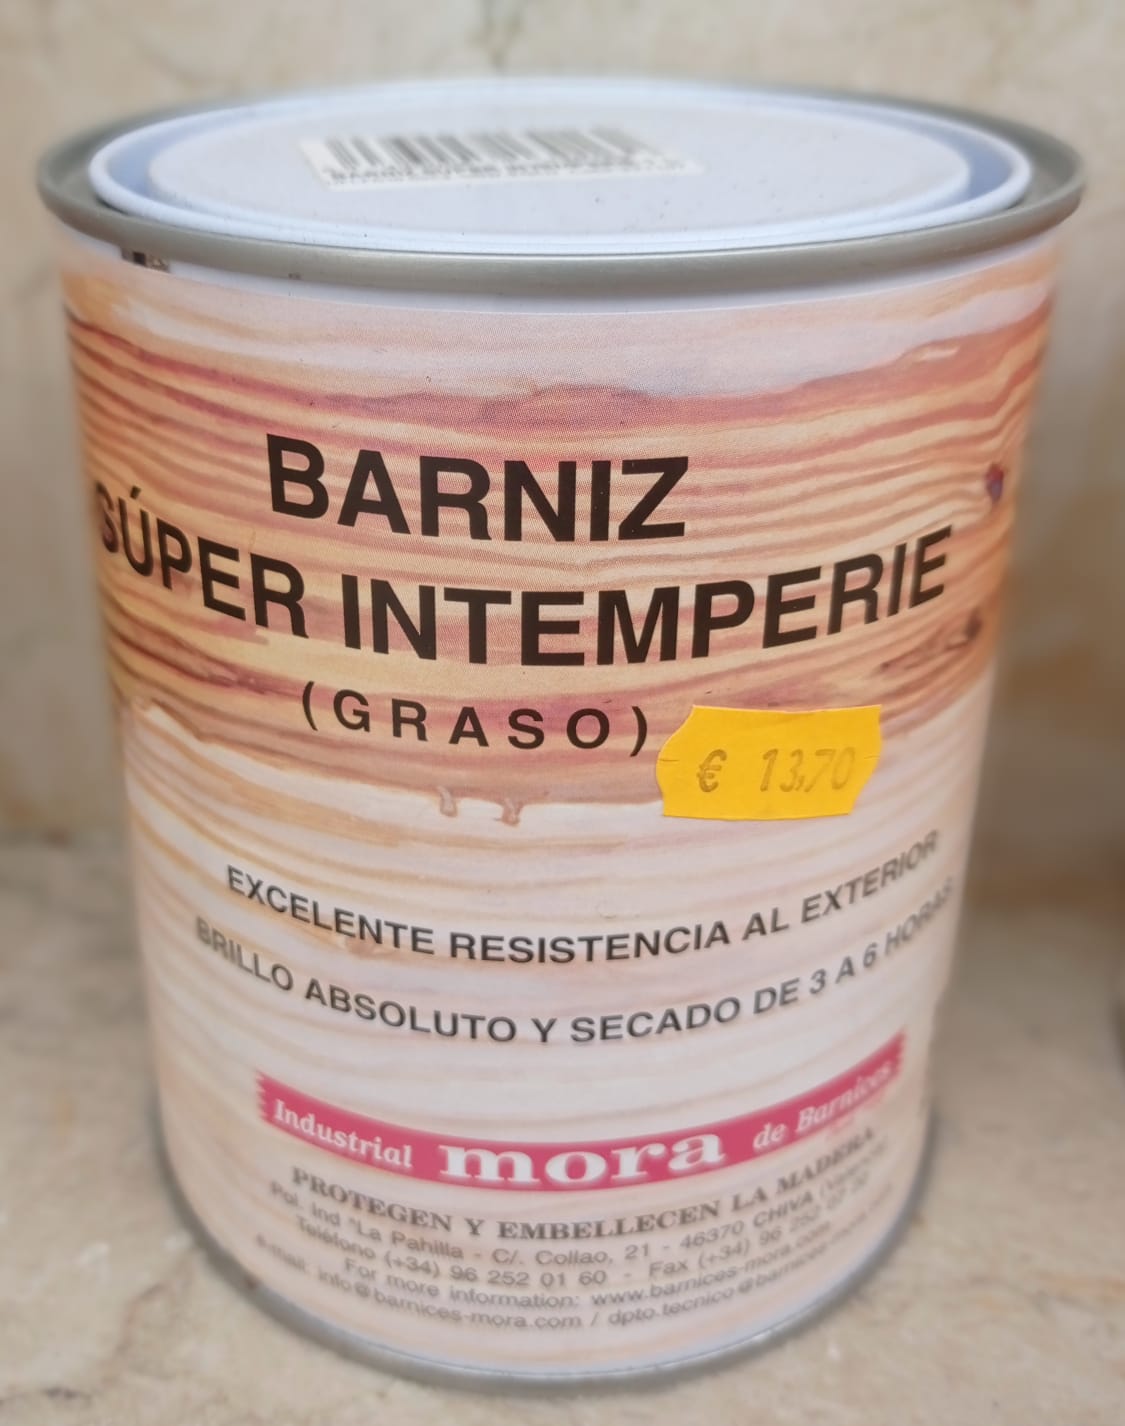 BARNIZ
SÚPER INTEMPERIE
(GRASO)
€ 13,70
EXCELENTE RESISTENCIA AL EXTERIOR
BRILLO ABSOLUTO Y SECADO DE 3 A 6 HORAS
Industrial mora de Barnices
PROTEGEN Y EMBELLECEN LA MADERA
Pol. Ind "La Pahilla - C/. Collao, 21 - 46370 CHIVA
Teléfono (+34) 96 252 01 60 - Fax (+34) 96 252
For more information: www.barnices-mora.com
e-mail: info@barnices-mora.com / dpto.tecnico@barnices-mora.com